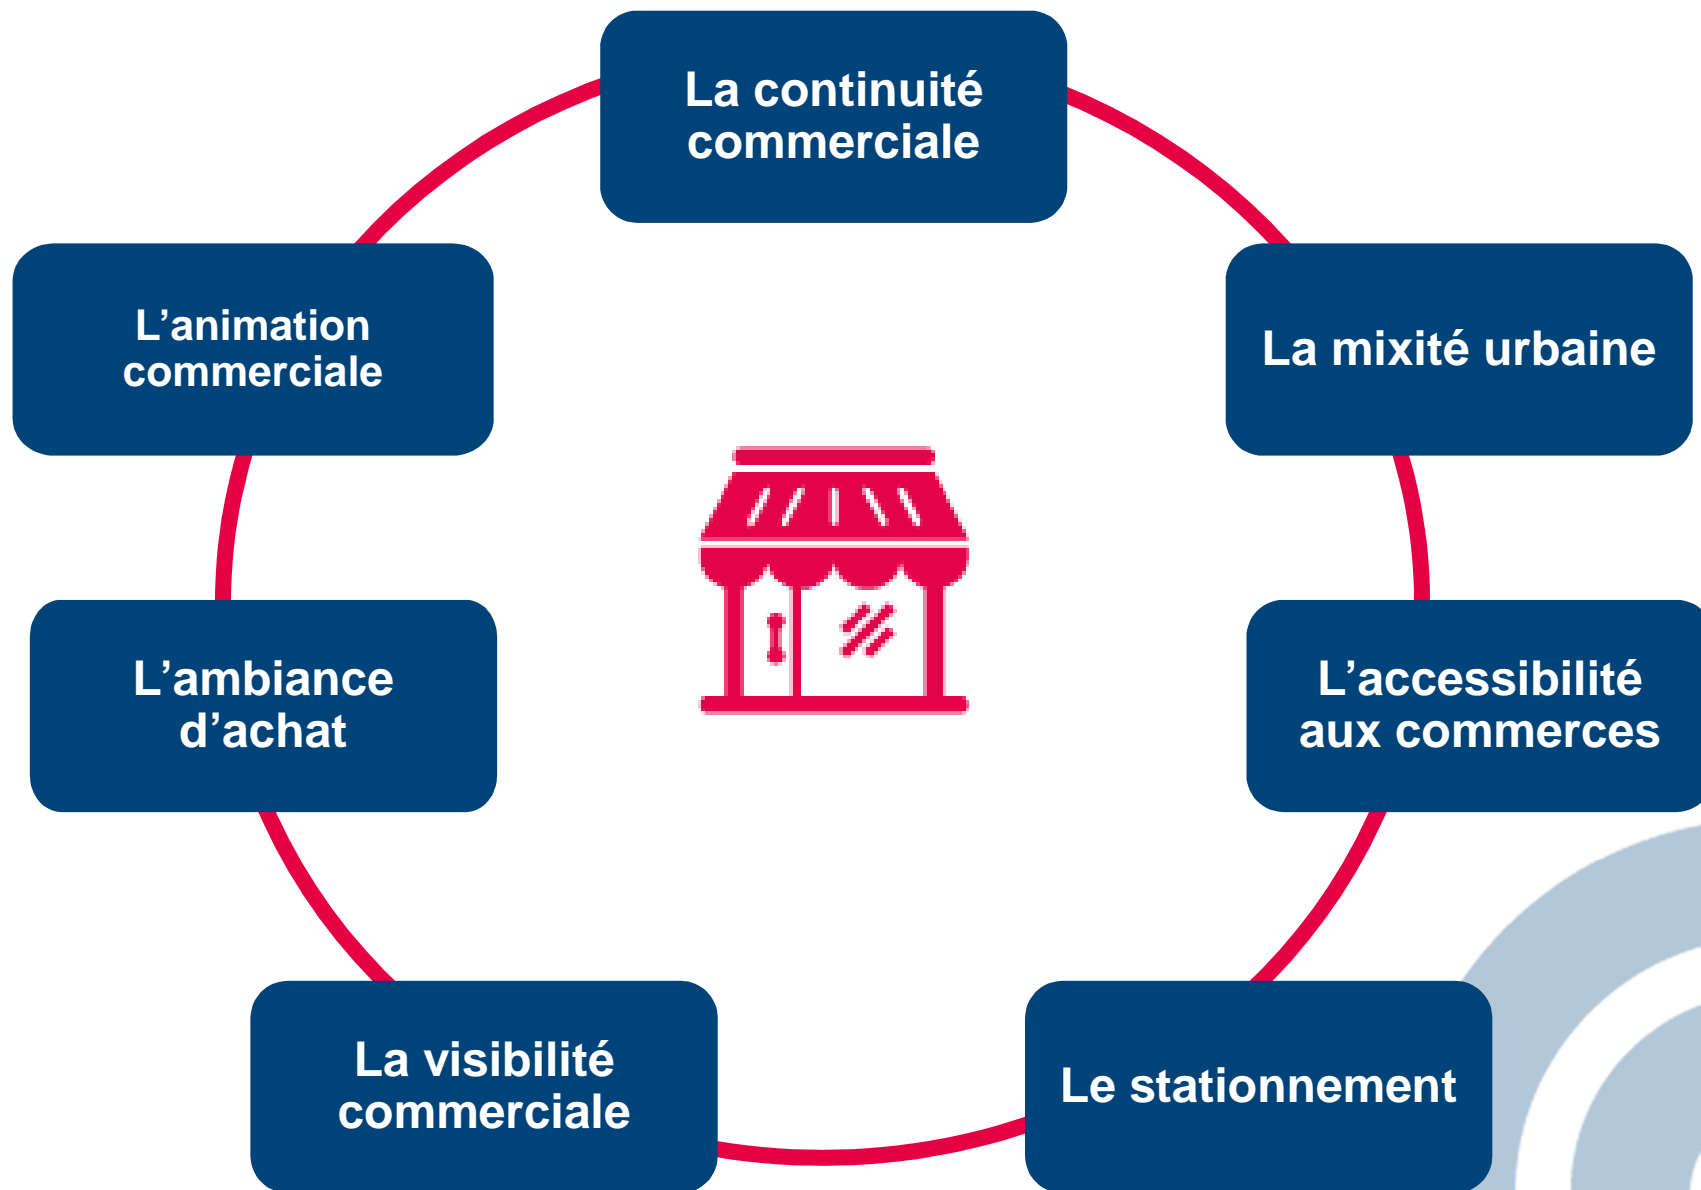 La continuité
commerciale
L’animation
commerciale
La mixité urbaine
L’ambiance
d’achat
L’accessibilité
aux commerces
La visibilité
commerciale
Le stationnement